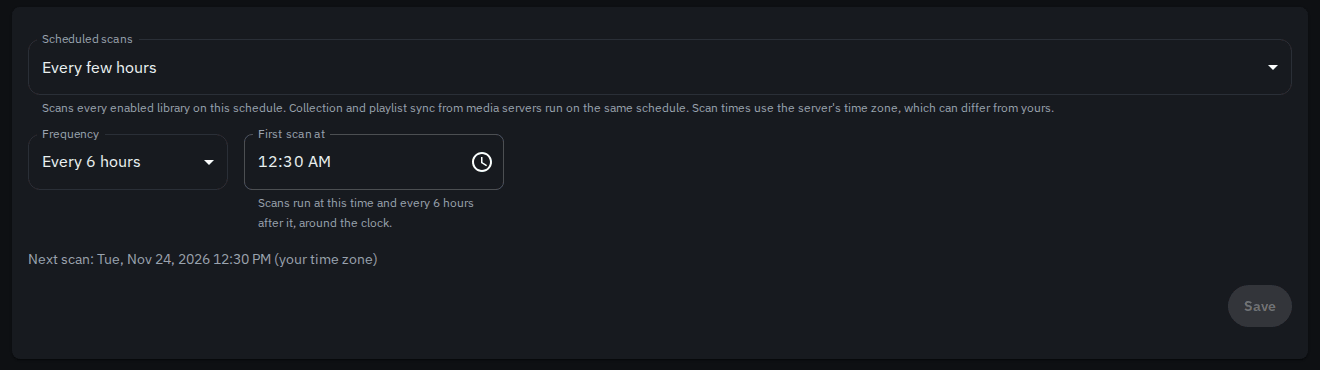 Scheduled scans
Every few hours
Scans every enabled library on this schedule. Collection and playlist sync from media servers run on the same schedule. Scan times use the server's time zone, which can differ from yours.
Frequency
Every 6 hours
First scan at
12:30 AM
Scans run at this time and every 6 hours
after it, around the clock.
Next scan: Tue, Nov 24, 2026 12:30 PM (your time zone)
Save